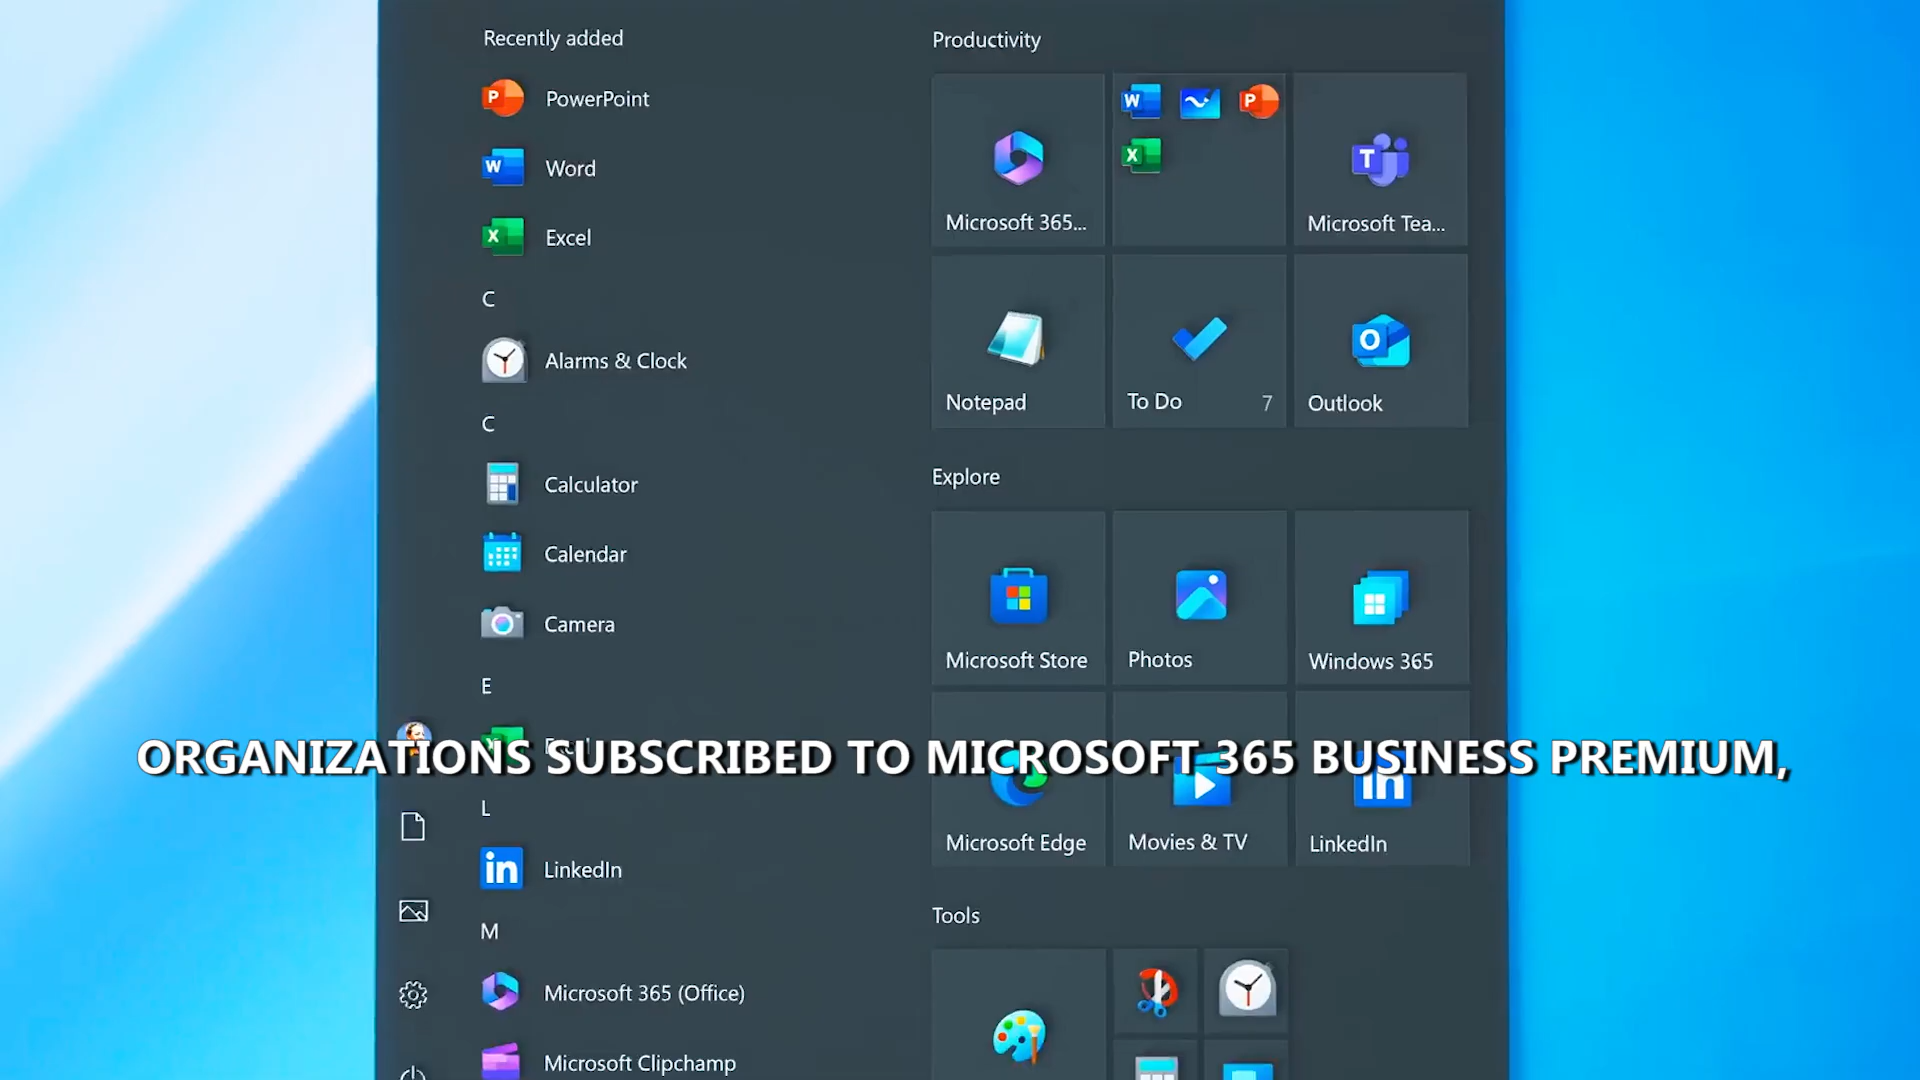 Recently added
PowerPoint
Word
Excel
C
Alarms & Clock
C
Calculator
Calendar
Camera
E
Excel
L
LinkedIn
M
Microsoft 365 (Office)
Microsoft Clipchamp
Productivity
Microsoft 365...
Microsoft Tea...
Notepad
To Do 7
Outlook
Explore
Microsoft Store
Photos
Windows 365
Microsoft Edge
Movies & TV
LinkedIn
Tools
ORGANIZATIONS SUBSCRIBED TO MICROSOFT 365 BUSINESS PREMIUM,